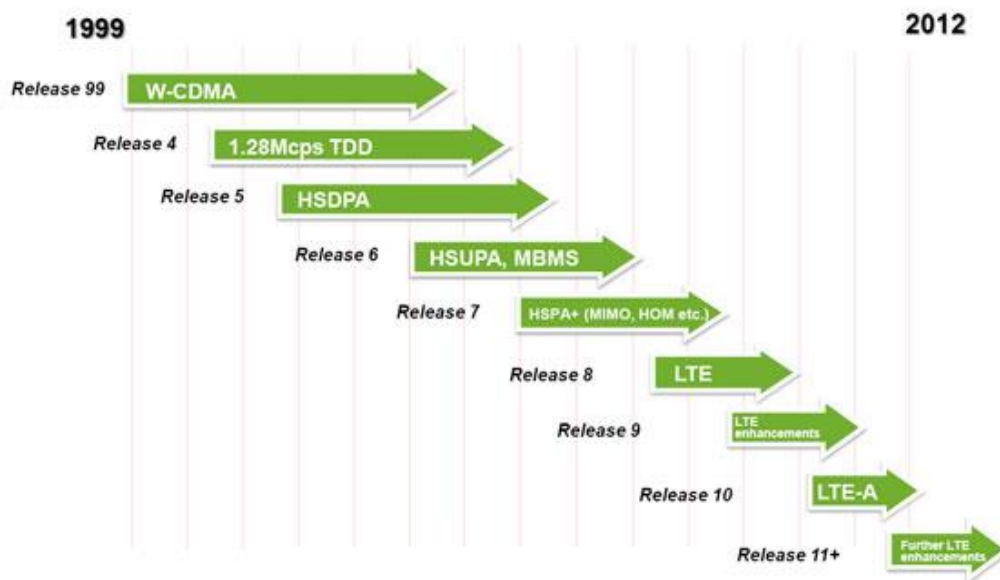 1999
2012
Release 99
W-CDMA
Release 4
1.28Mcps TDD
Release 5
HSDPA
Release 6
HSUPA, MBMS
Release 7
HSPA+ (MIMO, HOM etc.)
Release 8
LTE
Release 9
LTE
enhancements
Release 10
LTE-A
Release 11+
Further LTE
enhancements